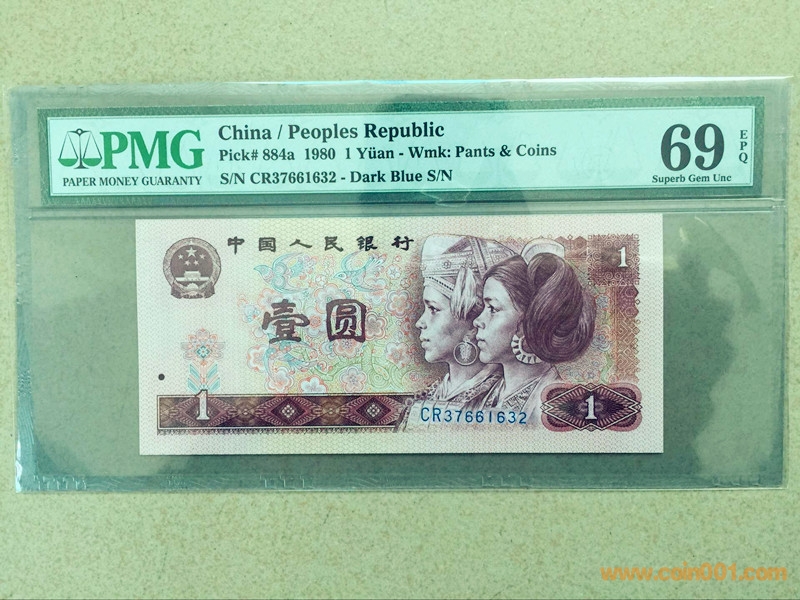 PMG
PAPER MONEY GUARANTY
China / Peoples Republic
Pick# 884a 1980 1 Yüan - Wmk: Pants & Coins
S/N CR37661632 - Dark Blue S/N
69
EPQ
Superb Gem Unc
中国人民银行
1
壹圆
1
CR37661632
1
www.coin001.com